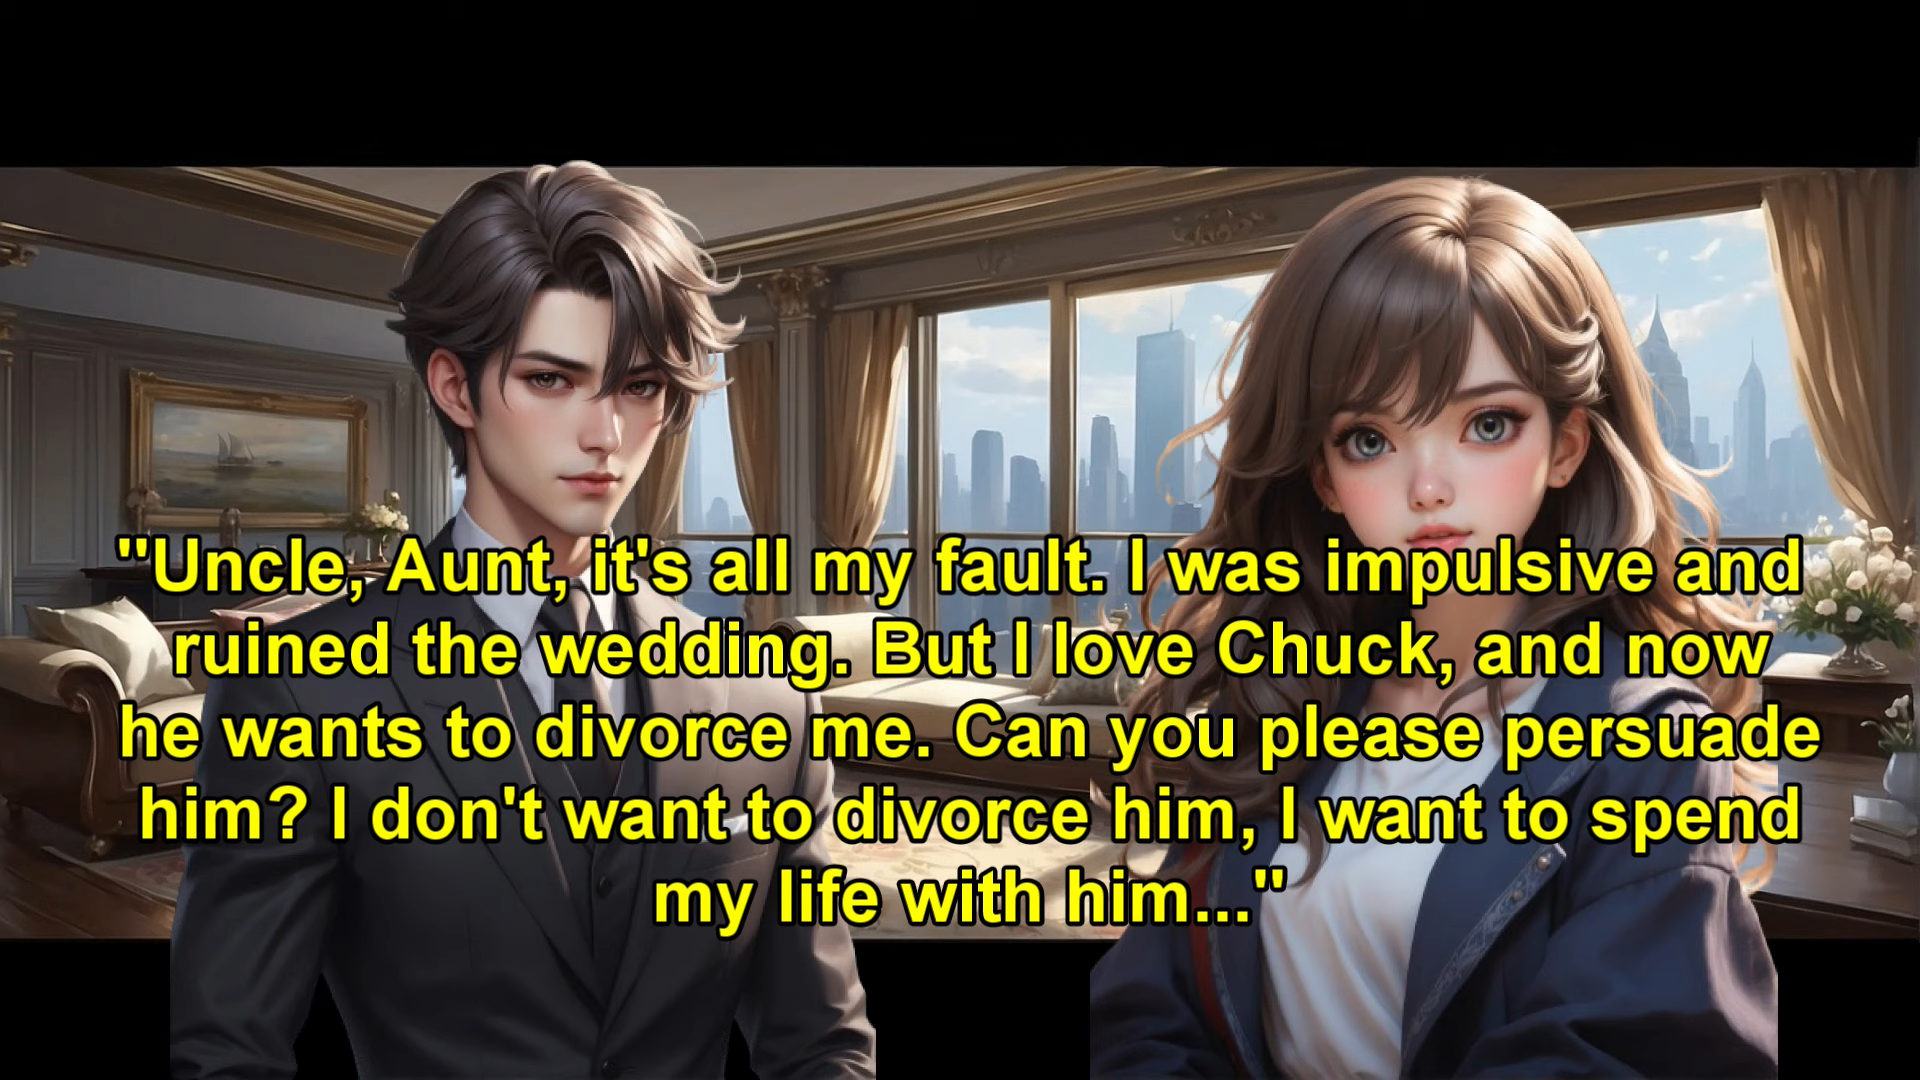 "Uncle, Aunt, it's all my fault. I was impulsive and
ruined the wedding. But I love Chuck, and now
he wants to divorce me. Can you please persuade
him? I don't want to divorce him, I want to spend
my life with him..."